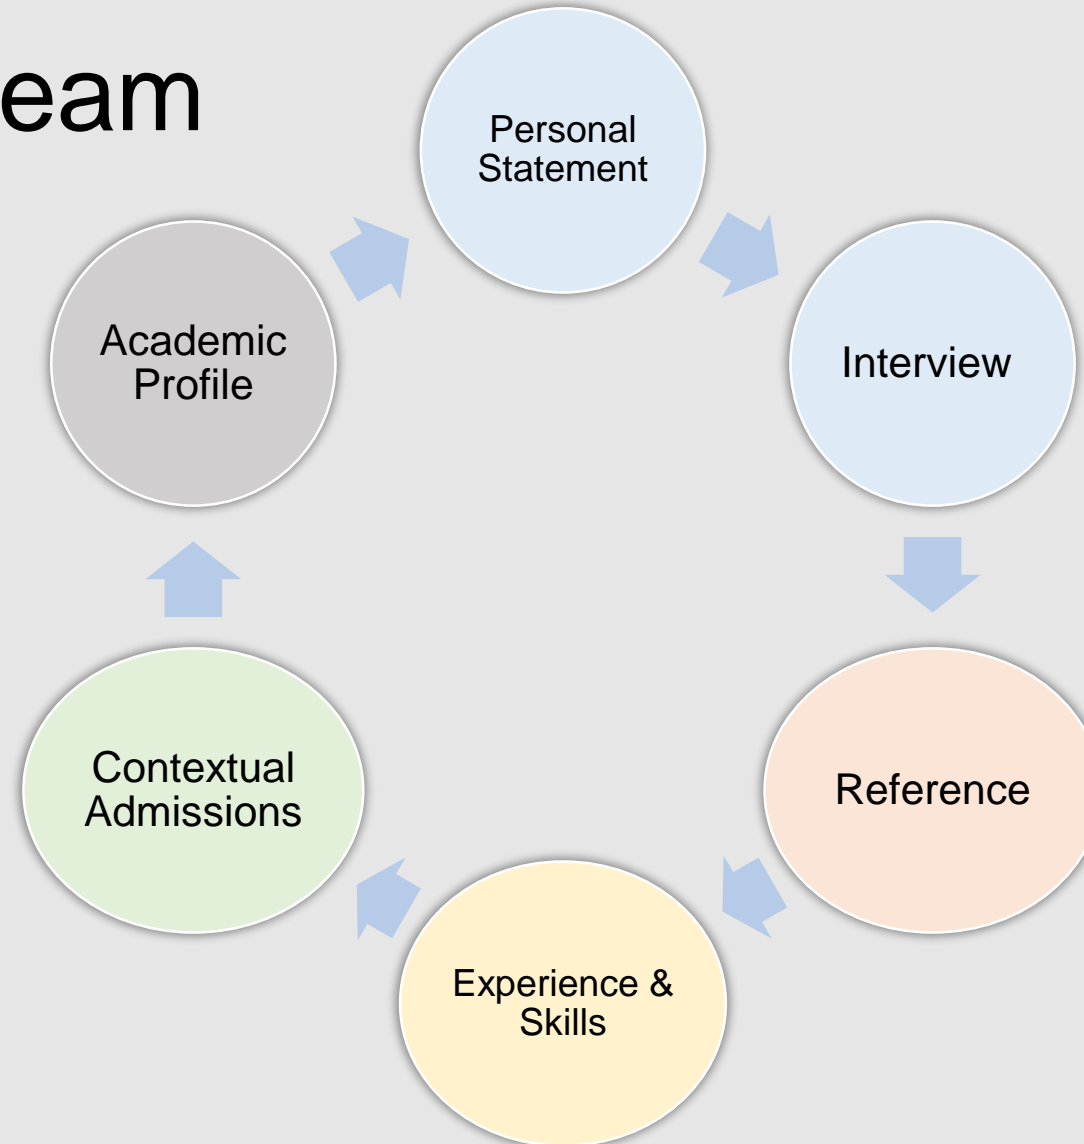 eam
Personal
Statement
Interview
Reference
Experience &
Skills
Contextual
Admissions
Academic
Profile